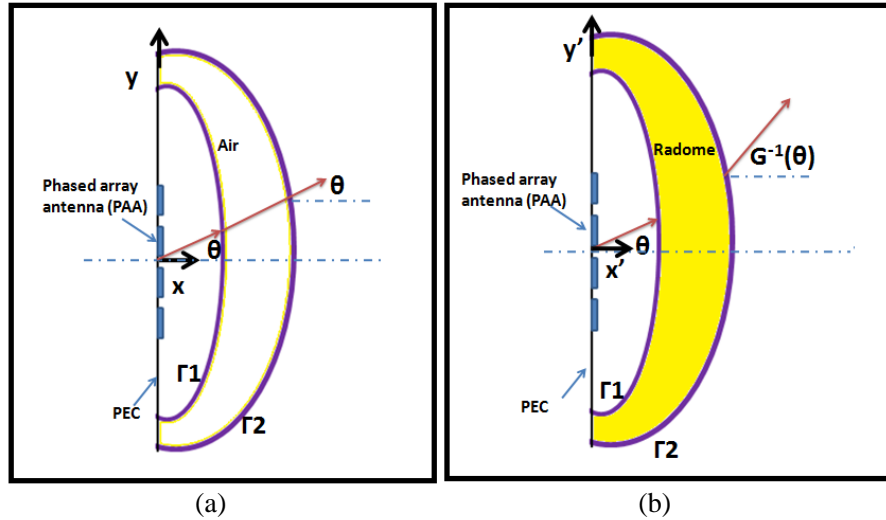 y
Air
θ
Phased array
antenna (PAA)
θ
x
Γ1
PEC
Γ2
(a)
y’
Radome
G⁻¹(θ)
Phased array
antenna (PAA)
θ
x’
Γ1
PEC
Γ2
(b)